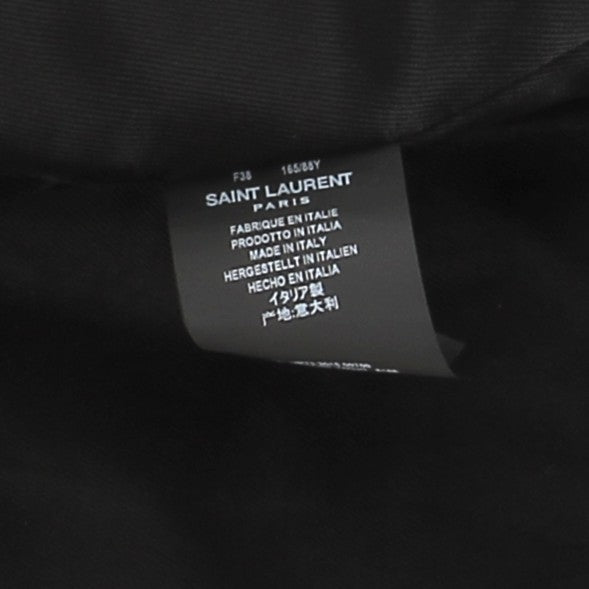 F38 165/88Y
SAINT LAURENT
PARIS
FABRIQUE EN ITALIE
PRODOTTO IN ITALIA
MADE IN ITALY
HERGESTELLT IN ITALIEN
HECHO EN ITALIA
イタリア製
产地:意大利